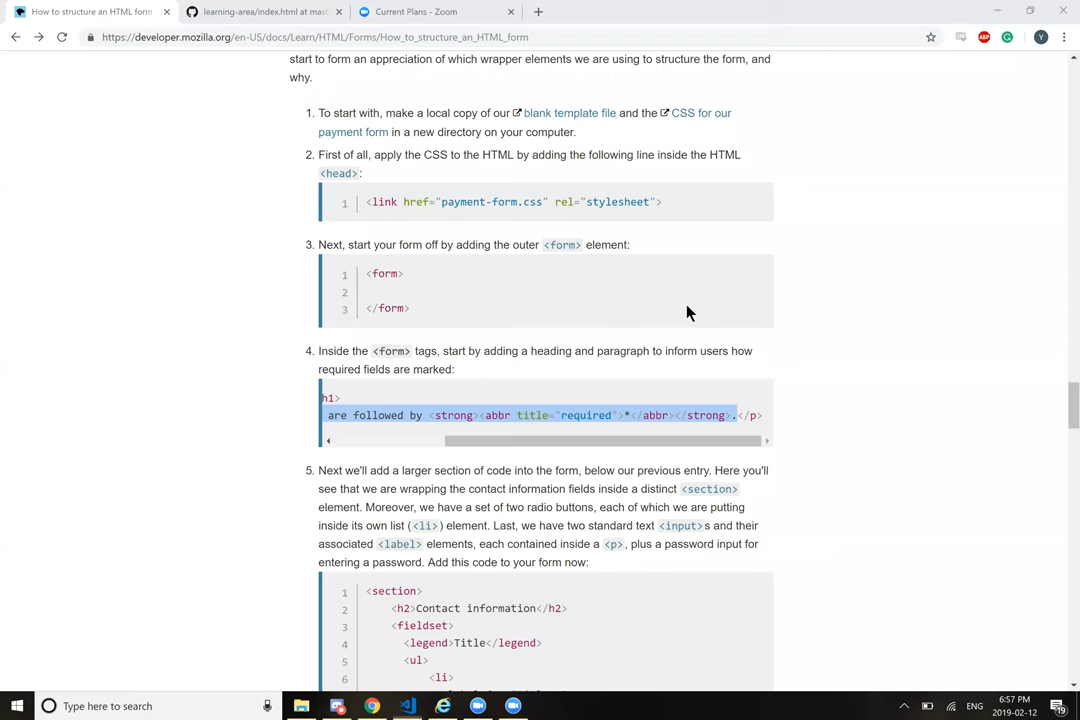 How to structure an HTML form
learning-area/index.html at mast
Current Plans - Zoom
https://developer.mozilla.org/en-US/docs/Learn/HTML/Forms/How_to_structure_an_HTML_form
ABP
Y
start to form an appreciation of which wrapper elements we are using to structure the form, and
why.
1. To start with, make a local copy of our blank template file and the CSS for our
payment form in a new directory on your computer.
2. First of all, apply the CSS to the HTML by adding the following line inside the HTML
<head>:
1 <link href="payment-form.css" rel="stylesheet">
3. Next, start your form off by adding the outer <form> element:
1 <form>
2
3 </form>
4. Inside the <form> tags, start by adding a heading and paragraph to inform users how
required fields are marked:
h1>
are followed by <strong><abbr title="required">*</abbr></strong>.</p>
5. Next we'll add a larger section of code into the form, below our previous entry. Here you'll
see that we are wrapping the contact information fields inside a distinct <section>
element. Moreover, we have a set of two radio buttons, each of which we are putting
inside its own list (<li>) element. Last, we have two standard text <input>s and their
associated <label> elements, each contained inside a <p>, plus a password input for
entering a password. Add this code to your form now:
1 <section>
2 <h2>Contact information</h2>
3 <fieldset>
4 <legend>Title</legend>
5 <ul>
6 <li>
Type here to search
ENG
6:57 PM
2019-02-12
19